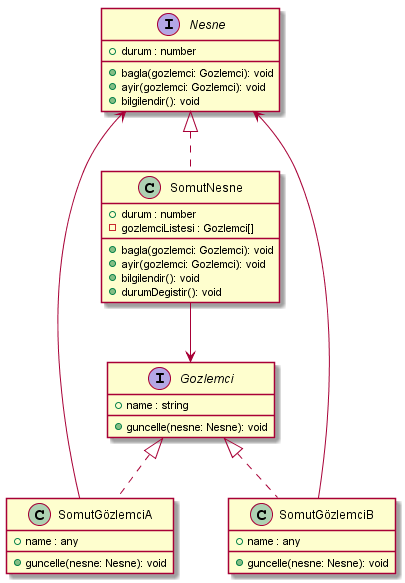 I Nesne
durum : number
bagla(gozlemci: Gozlemci): void
ayir(gozlemci: Gozlemci): void
bilgilendir(): void
C SomutNesne
durum : number
gozlemciListesi : Gozlemci[]
bagla(gozlemci: Gozlemci): void
ayir(gozlemci: Gozlemci): void
bilgilendir(): void
durumDegistir(): void
I Gozlemci
name : string
guncelle(nesne: Nesne): void
C SomutGözlemciA
name : any
guncelle(nesne: Nesne): void
C SomutGözlemciB
name : any
guncelle(nesne: Nesne): void